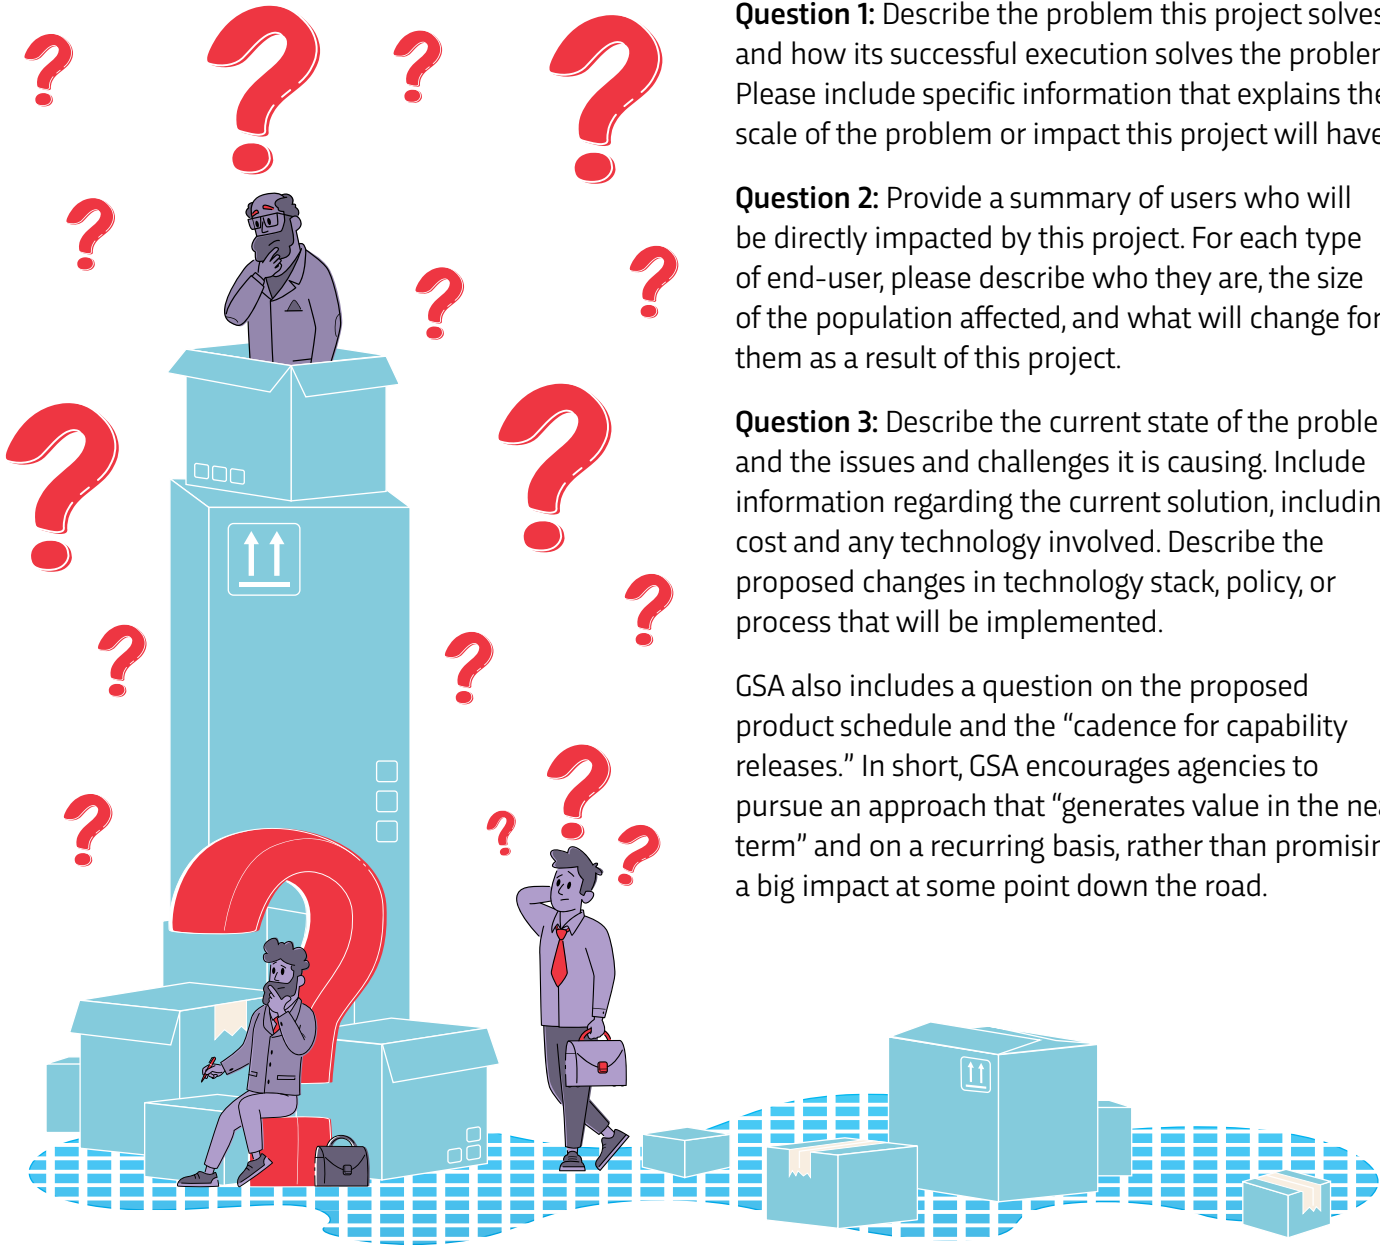 Question 1: Describe the problem this project solves
and how its successful execution solves the problem
Please include specific information that explains the
scale of the problem or impact this project will have
Question 2: Provide a summary of users who will
be directly impacted by this project. For each type
of end-user, please describe who they are, the size
of the population affected, and what will change for
them as a result of this project.
Question 3: Describe the current state of the proble
and the issues and challenges it is causing. Include
information regarding the current solution, includin
cost and any technology involved. Describe the
proposed changes in technology stack, policy, or
process that will be implemented.
GSA also includes a question on the proposed
product schedule and the “cadence for capability
releases.” In short, GSA encourages agencies to
pursue an approach that “generates value in the nea
term” and on a recurring basis, rather than promisin
a big impact at some point down the road.